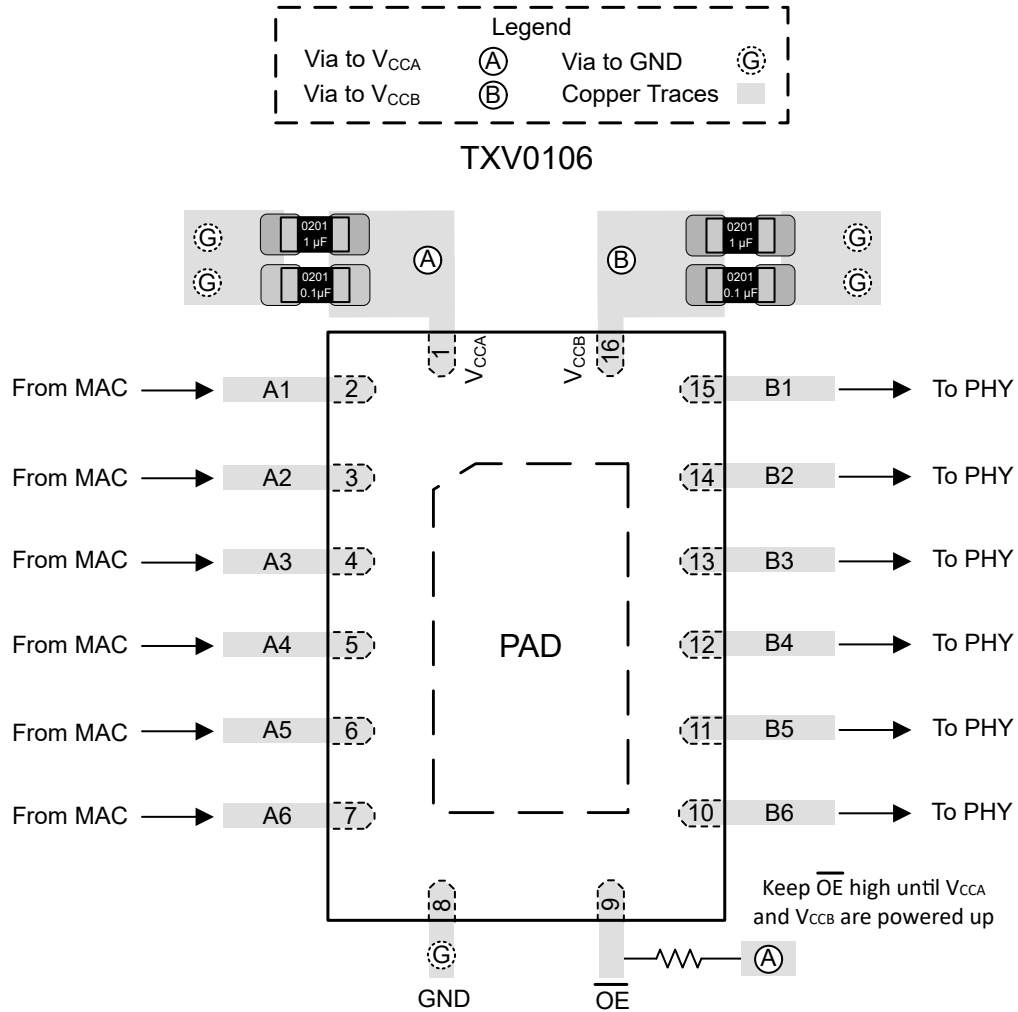 Legend
Via to VCCA A Via to GND G
Via to VCCB B Copper Traces
TXV0106
G 0201 1 µF A B 0201 1 µF G
G 0201 0.1µF 0201 0.1 µF G
1 VCCA VCCB 16
From MAC A1 2 15 B1 To PHY
From MAC A2 3 14 B2 To PHY
From MAC A3 4 13 B3 To PHY
From MAC A4 5 PAD 12 B4 To PHY
From MAC A5 6 11 B5 To PHY
From MAC A6 7 10 B6 To PHY
Keep O̅E̅ high until VCCA
and VCCB are powered up
8 9
G A
GND O̅E̅